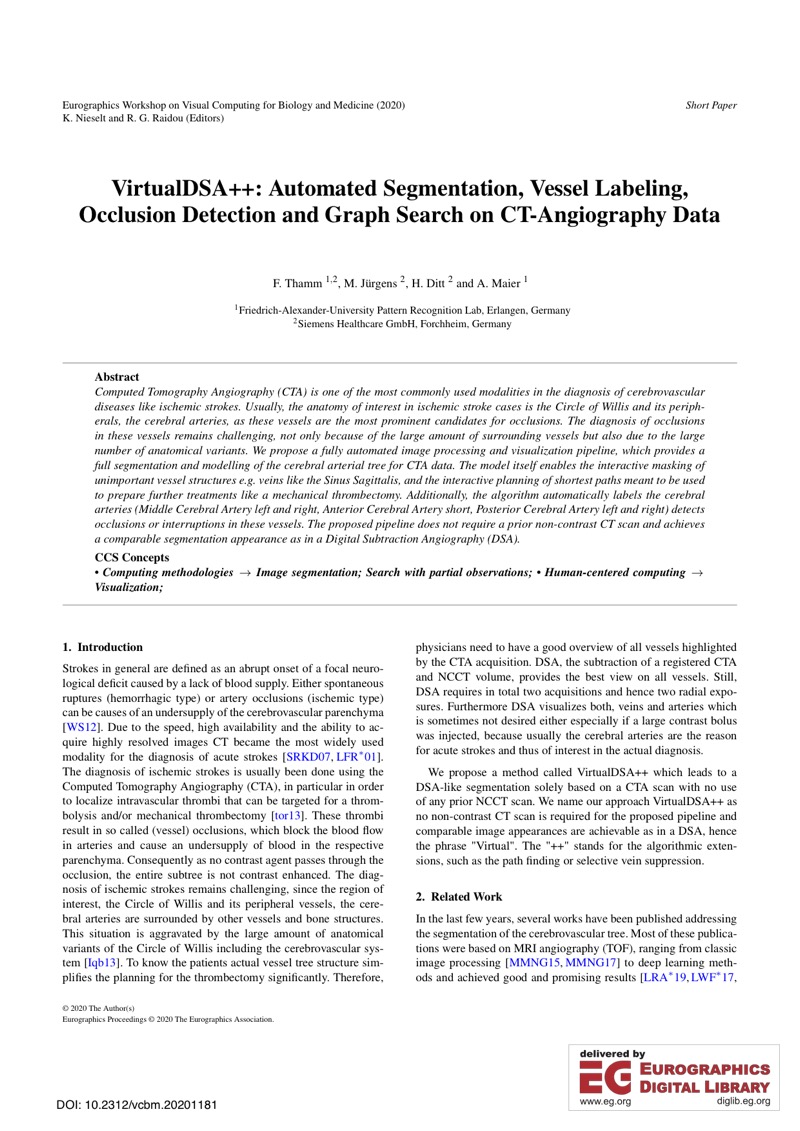 Eurographics Workshop on Visual Computing for Biology and Medicine (2020)
Short Paper
K. Nieselt and R. G. Raidou (Editors)
VirtualDSA++: Automated Segmentation, Vessel Labeling,
Occlusion Detection and Graph Search on CT-Angiography Data
F. Thamm 1,2, M. Jürgens 2, H. Ditt 2 and A. Maier 1
1Friedrich-Alexander-University Pattern Recognition Lab, Erlangen, Germany
2Siemens Healthcare GmbH, Forchheim, Germany
Abstract
Computed Tomography Angiography (CTA) is one of the most commonly used modalities in the diagnosis of cerebrovascular
diseases like ischemic strokes. Usually, the anatomy of interest in ischemic stroke cases is the Circle of Willis and its periph-
erals, the cerebral arteries, as these vessels are the most prominent candidates for occlusions. The diagnosis of occlusions
in these vessels remains challenging, not only because of the large amount of surrounding vessels but also due to the large
number of anatomical variants. We propose a fully automated image processing and visualization pipeline, which provides a
full segmentation and modelling of the cerebral arterial tree for CTA data. The model itself enables the interactive masking of
unimportant vessel structures e.g. veins like the Sinus Sagittalis, and the interactive planning of shortest paths meant to be used
to prepare further treatments like a mechanical thrombectomy. Additionally, the algorithm automatically labels the cerebral
arteries (Middle Cerebral Artery left and right, Anterior Cerebral Artery short, Posterior Cerebral Artery left and right) detects
occlusions or interruptions in these vessels. The proposed pipeline does not require a prior non-contrast CT scan and achieves
a comparable segmentation appearance as in a Digital Subtraction Angiography (DSA).
CCS Concepts
• Computing methodologies → Image segmentation; Search with partial observations; • Human-centered computing →
Visualization;
1. Introduction
Strokes in general are defined as an abrupt onset of a focal neuro-
logical deficit caused by a lack of blood supply. Either spontaneous
ruptures (hemorrhagic type) or artery occlusions (ischemic type)
can be causes of an undersupply of the cerebrovascular parenchyma
[WS12]. Due to the speed, high availability and the ability to ac-
quire highly resolved images CT became the most widely used
modality for the diagnosis of acute strokes [SRKD07, LFR*01].
The diagnosis of ischemic strokes is usually been done using the
Computed Tomography Angiography (CTA), in particular in order
to localize intravascular thrombi that can be targeted for a throm-
bolysis and/or mechanical thrombectomy [tor13]. These thrombi
result in so called (vessel) occlusions, which block the blood flow
in arteries and cause an undersupply of blood in the respective
parenchyma. Consequently as no contrast agent passes through the
occlusion, the entire subtree is not contrast enhanced. The diag-
nosis of ischemic strokes remains challenging, since the region of
interest, the Circle of Willis and its peripheral vessels, the cere-
bral arteries are surrounded by other vessels and bone structures.
This situation is aggravated by the large amount of anatomical
variants of the Circle of Willis including the cerebrovascular sys-
tem [Iqb13]. To know the patients actual vessel tree structure sim-
plifies the planning for the thrombectomy significantly. Therefore,
physicians need to have a good overview of all vessels highlighted
by the CTA acquisition. DSA, the subtraction of a registered CTA
and NCCT volume, provides the best view on all vessels. Still,
DSA requires in total two acquisitions and hence two radial expo-
sures. Furthermore DSA visualizes both, veins and arteries which
is sometimes not desired either especially if a large contrast bolus
was injected, because usually the cerebral arteries are the reason
for acute strokes and thus of interest in the actual diagnosis.
We propose a method called VirtualDSA++ which leads to a
DSA-like segmentation solely based on a CTA scan with no use
of any prior NCCT scan. We name our approach VirtualDSA++ as
no non-contrast CT scan is required for the proposed pipeline and
comparable image appearances are achievable as in a DSA, hence
the phrase "Virtual". The "++" stands for the algorithmic exten-
sions, such as the path finding or selective vein suppression.
2. Related Work
In the last few years, several works have been published addressing
the segmentation of the cerebrovascular tree. Most of these publica-
tions were based on MRI angiography (TOF), ranging from classic
image processing [MMNG15, MMNG17] to deep learning meth-
ods and achieved good and promising results [LRA*19, LWF*17,
© 2020 The Author(s)
Eurographics Proceedings © 2020 The Eurographics Association.
DOI: 10.2312/vcbm.20201181
delivered by
EG EUROGRAPHICS
DIGITAL LIBRARY
www.eg.org
diglib.eg.org